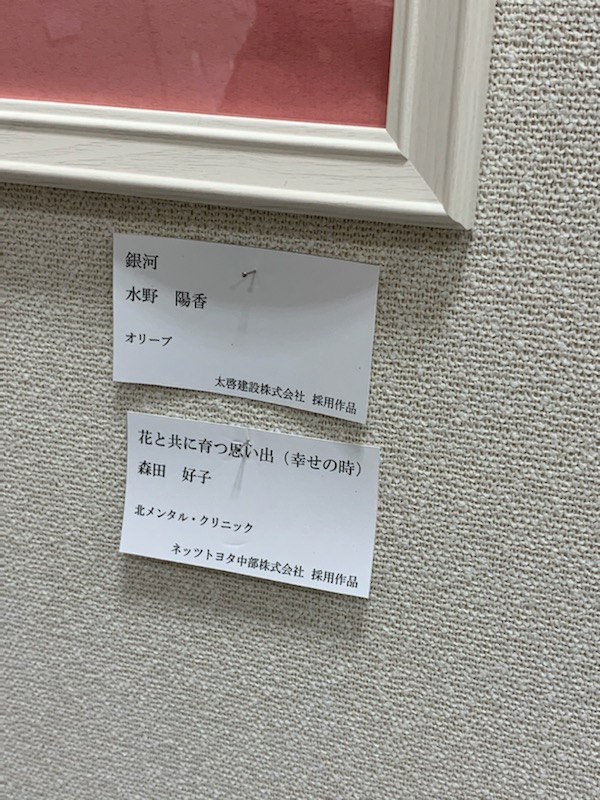 銀河
水野　陽香
オリーブ
太啓建設株式会社 採用作品
花と共に育つ思い出（幸せの時）
森田　好子
北メンタル・クリニック
ネッツトヨタ中部株式会社 採用作品